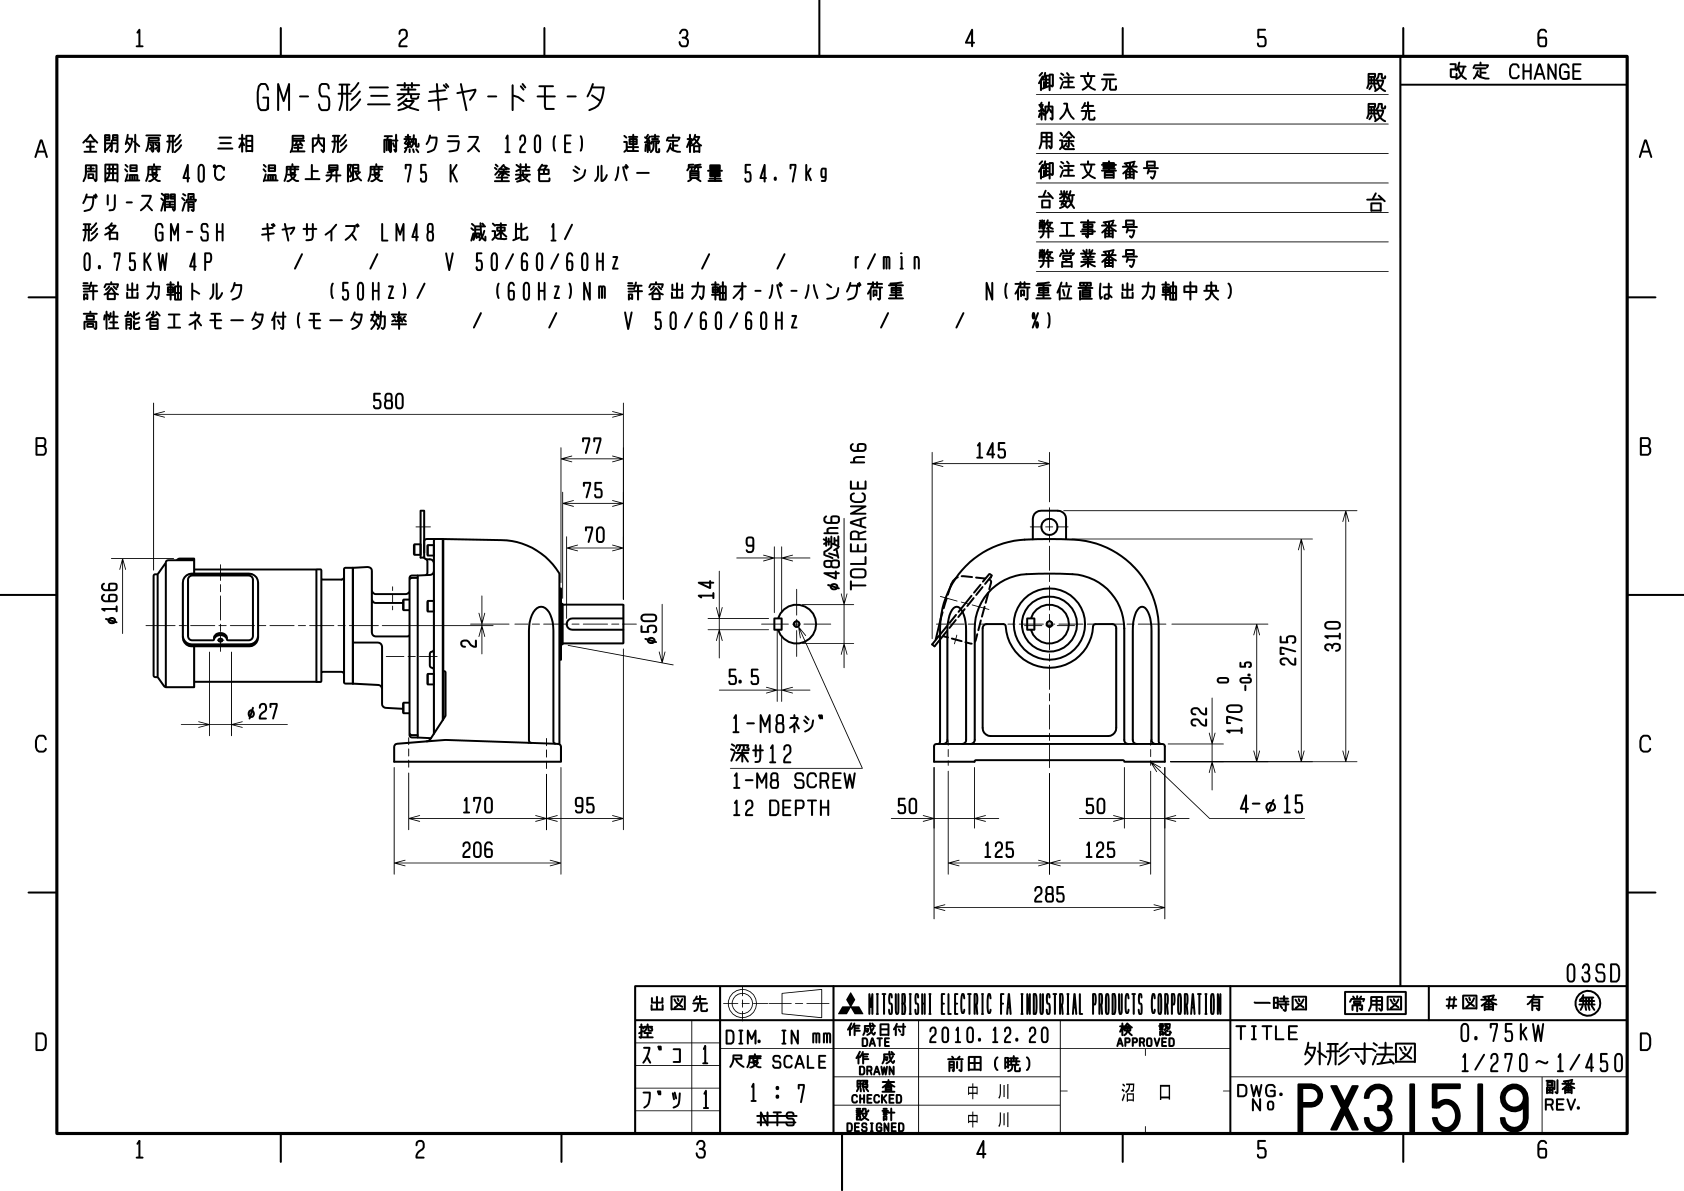 1 2 3 4 5 6
A A
B B
C C
D D
改定 CHANGE
GM-S形三菱ギヤードモータ
全閉外扇形 三相 屋内形 耐熱クラス 120(E) 連続定格
周囲温度 40℃ 温度上昇限度 75 K 塗装色 シルバー 質量 54.7kg
グリース潤滑
形名 GM-SH ギヤサイズ LM48 減速比 1/
0.75KW 4P / / V 50/60/60Hz / / r/min
許容出力軸トルク (50Hz)/ (60Hz)Nm 許容出力軸オーバーハング荷重 N(荷重位置は出力軸中央)
高性能省エネモータ付(モータ効率 / / V 50/60/60Hz / / %)
御注文元 殿
納入先 殿
用途
御注文書番号
台数 台
弊工事番号
弊営業番号
580
77
75
70
φ166
2
φ50
φ27
170 95
206
9
14
5.5
φ48公差h6
TOLERANCE h6
1-M8ネジ
深サ12
1-M8 SCREW
12 DEPTH
145
310
275
170 0 -0.5
22
50 50
4-φ15
125 125
285
03SD
出図先
控
ズコ 1
ブツ 1
DIM. IN mm
尺度 SCALE
1 : 7
NTS
MITSUBISHI ELECTRIC FA INDUSTRIAL PRODUCTS CORPORATION
作成日付 DATE 2010.12.20
作成 DRAWN 前田(暁)
照査 CHECKED 中川
設計 DESIGNED 中川
検認 APPROVED
沼口
一時図 常用図 #図番 有 無
TITLE 0.75kW
外形寸法図 1/270~1/450
DWG. No PX31519 副番 REV.
1 2 3 4 5 6